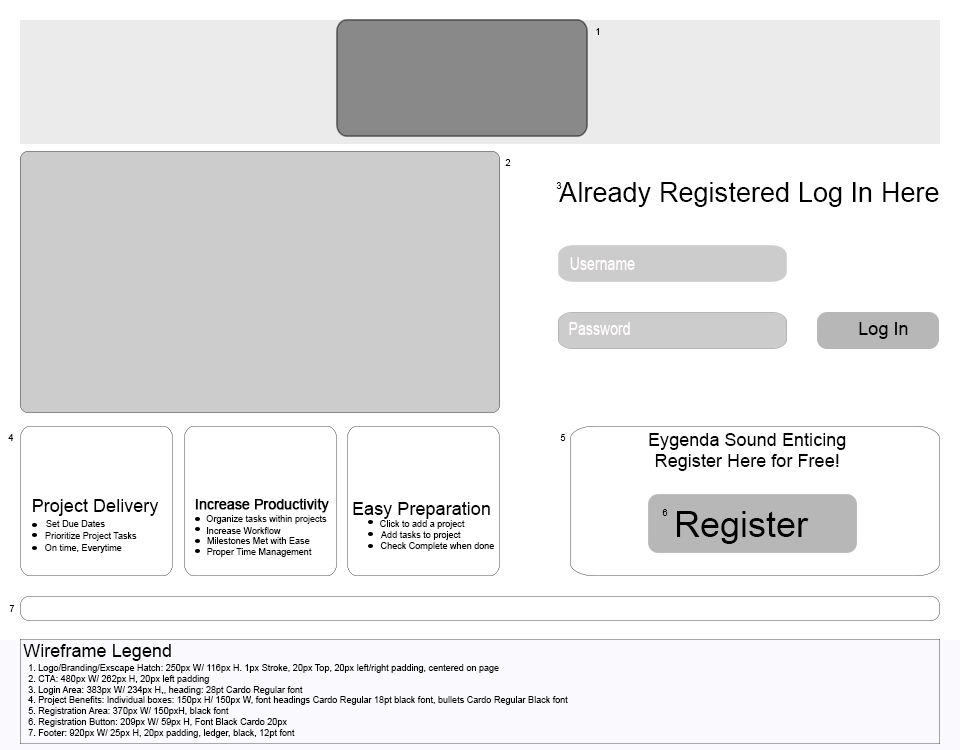 1
2
3
Already Registered Log In Here
Username
Password
Log In
4
Project Delivery
Set Due Dates
Prioritize Project Tasks
On time, Everytime
Increase Productivity
Organize tasks within projects
Increase Workflow
Milestones Met with Ease
Proper Time Management
Easy Preparation
Click to add a project
Add tasks to project
Check Complete when done
5
Eygenda Sound Enticing
Register Here for Free!
6
Register
7
Wireframe Legend
1. Logo/Branding/Exscape Hatch: 250px W/ 116px H. 1px Stroke, 20px Top, 20px left/right padding, centered on page
2. CTA: 480px W/ 262px H, 20px left padding
3. Login Area: 383px W/ 234px H,, heading: 28pt Cardo Regular font
4. Project Benefits: Individual boxes: 150px H/ 150px W, font headings Cardo Regular 18pt black font, bullets Cardo Regular Black font
5. Registration Area: 370px W/ 150pxH, black font
6. Registration Button: 209px W/ 59px H, Font Black Cardo 20px
7. Footer: 920px W/ 25px H, 20px padding, ledger, black, 12pt font